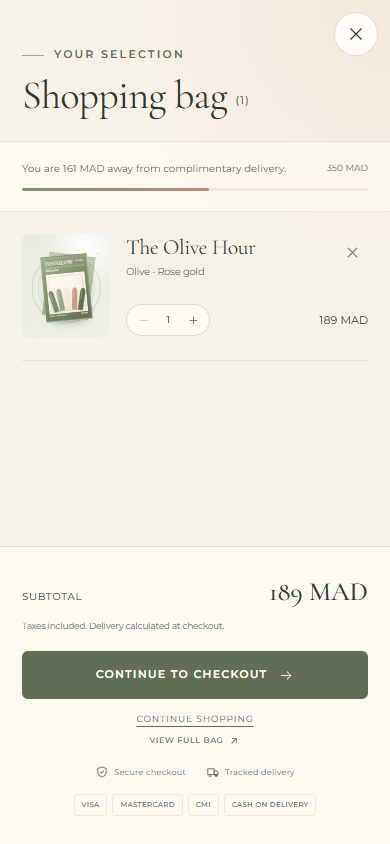 YOUR SELECTION
Shopping bag (1)
You are 161 MAD away from complimentary delivery.
350 MAD
YOUGLOW
The Olive Hour
Olive · Rose gold
— 1 +
189 MAD
SUBTOTAL
189 MAD
Taxes included. Delivery calculated at checkout.
CONTINUE TO CHECKOUT →
CONTINUE SHOPPING
VIEW FULL BAG ↗
Secure checkout
Tracked delivery
VISA
MASTERCARD
CMI
CASH ON DELIVERY